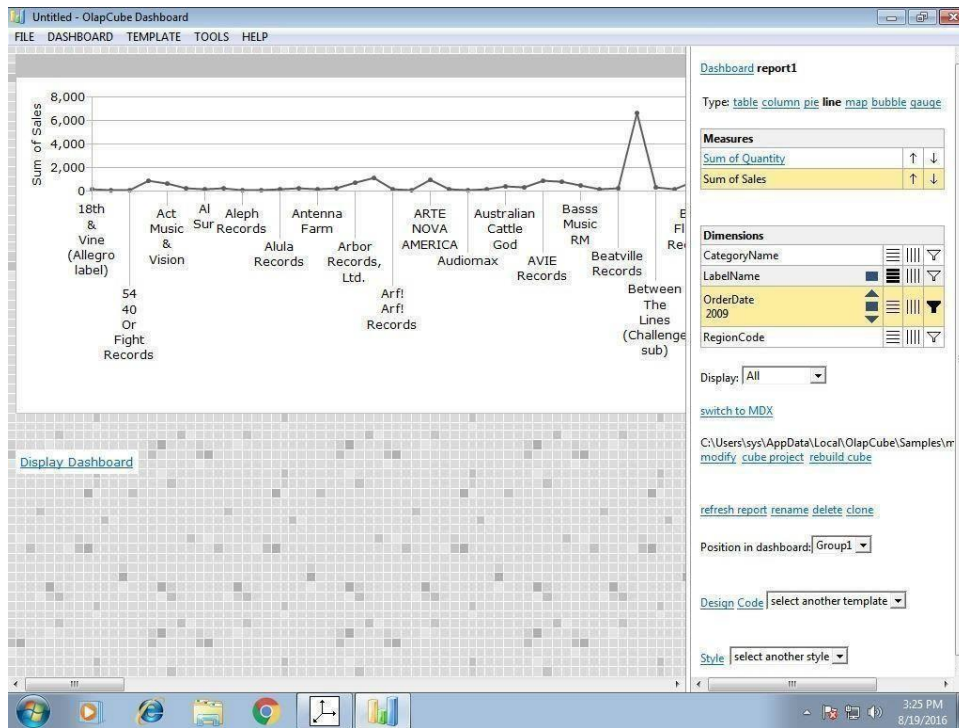 Untitled - OlapCube Dashboard
FILE DASHBOARD TEMPLATE TOOLS HELP
Sum of Sales
8,000
6,000
4,000
2,000
0
18th
&
Vine
(Allegro
label)
54
40
Or
Fight
Records
Act
Music
&
Vision
Al
Sur
Aleph
Records
Alula
Records
Antenna
Farm
Arbor
Records,
Ltd.
Arf!
Arf!
Records
ARTE
NOVA
AMERICA
Audiomax
Australian
Cattle
God
AVIE
Records
Basss
Music
RM
Beatville
Records
Between
The
Lines
(Challenge
sub)
Display Dashboard
Dashboard report1
Type: table column pie line map bubble gauge
Measures
Sum of Quantity ↑ ↓
Sum of Sales ↑ ↓
Dimensions
CategoryName
LabelName
OrderDate
2009
RegionCode
Display: All
switch to MDX
C:\Users\sys\AppData\Local\OlapCube\Samples\m
modify cube project rebuild cube
refresh report rename delete clone
Position in dashboard: Group1
Design Code select another template
Style select another style
3:25 PM
8/19/2016